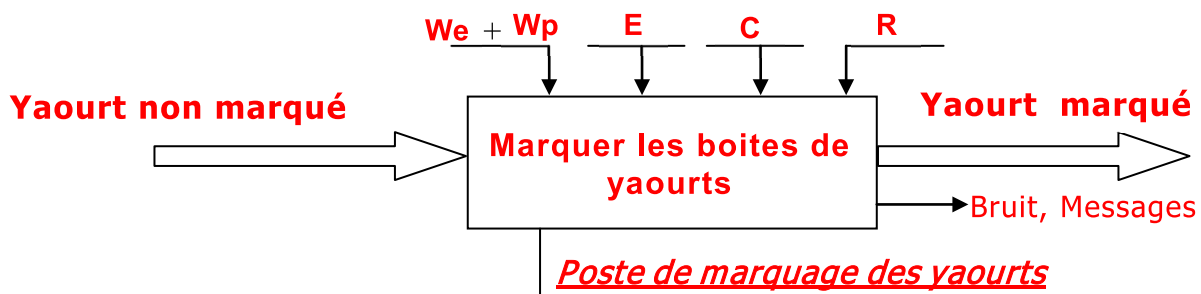 We + Wp E C R
Yaourt non marqué
Yaourt marqué
Marquer les boites de
yaourts
Bruit, Messages
Poste de marquage des yaourts